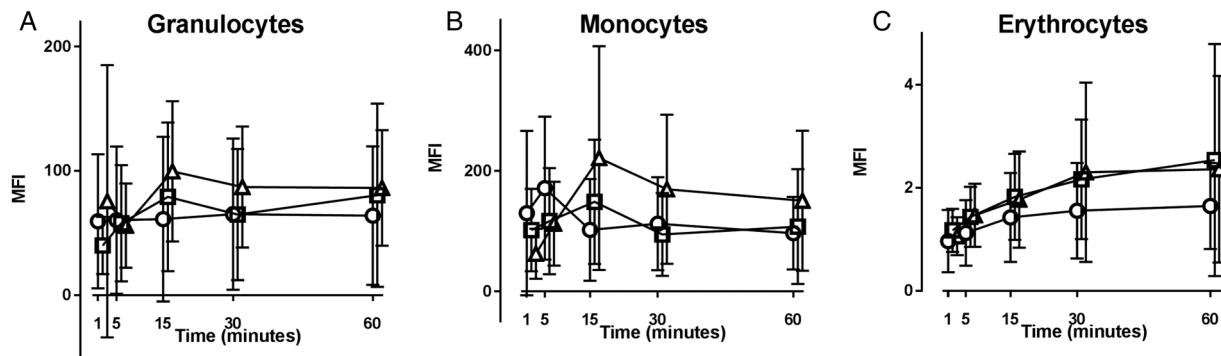 A Granulocytes
MFI
200
100
0
1 5 15 30 60
Time (minutes)
B Monocytes
MFI
400
200
0
1 5 15 30 60
Time (minutes)
C Erythrocytes
MFI
4
2
0
1 5 15 30 60
Time (minutes)